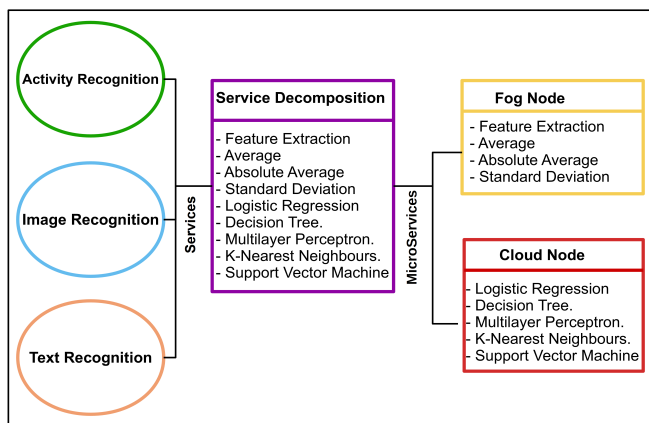 Activity Recognition
Image Recognition
Text Recognition
Services
Service Decomposition
- Feature Extraction
- Average
- Absolute Average
- Standard Deviation
- Logistic Regression
- Decision Tree.
- Multilayer Perceptron.
- K-Nearest Neighbours.
- Support Vector Machine
MicroServices
Fog Node
- Feature Extraction
- Average
- Absolute Average
- Standard Deviation
Cloud Node
- Logistic Regression
- Decision Tree.
- Multilayer Perceptron.
- K-Nearest Neighbours.
- Support Vector Machine